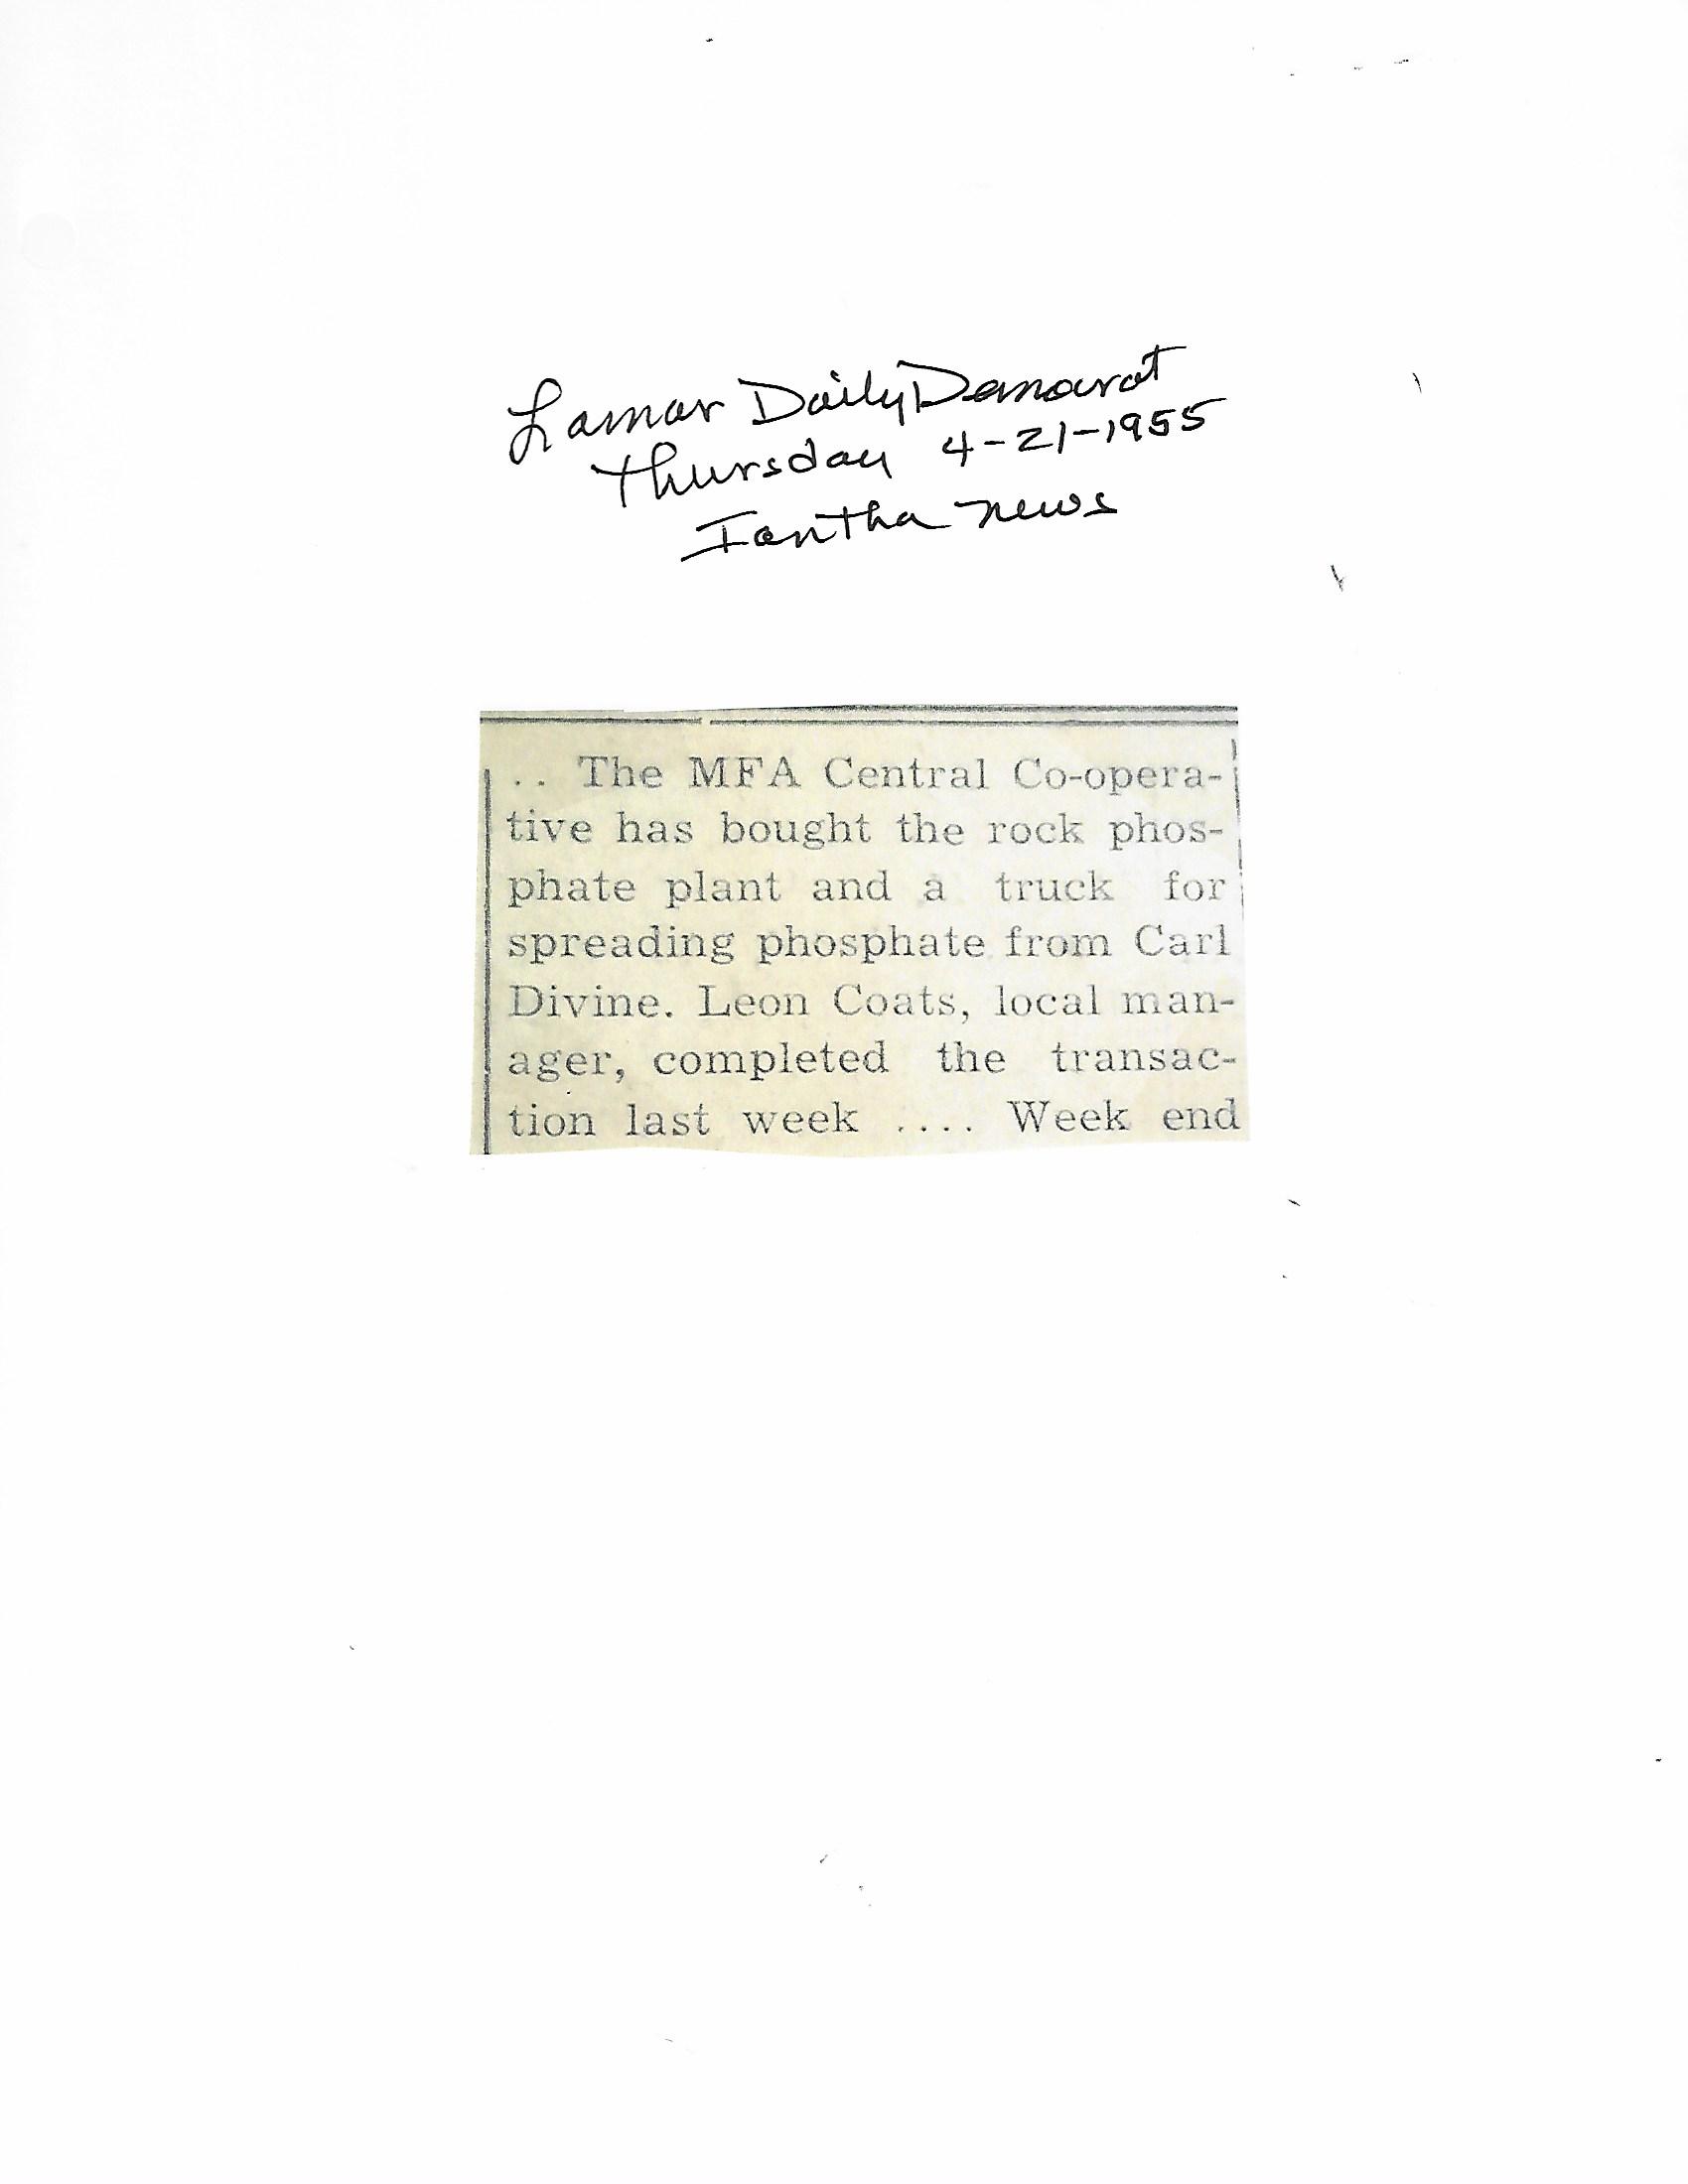 Lamar Daily Democrat
Thursday 4-21-1955
Iantha news
.. The MFA Central Co-opera-
tive has bought the rock phos-
phate plant and a truck for
spreading phosphate from Carl
Divine. Leon Coats, local man-
ager, completed the transac-
tion last week .... Week end